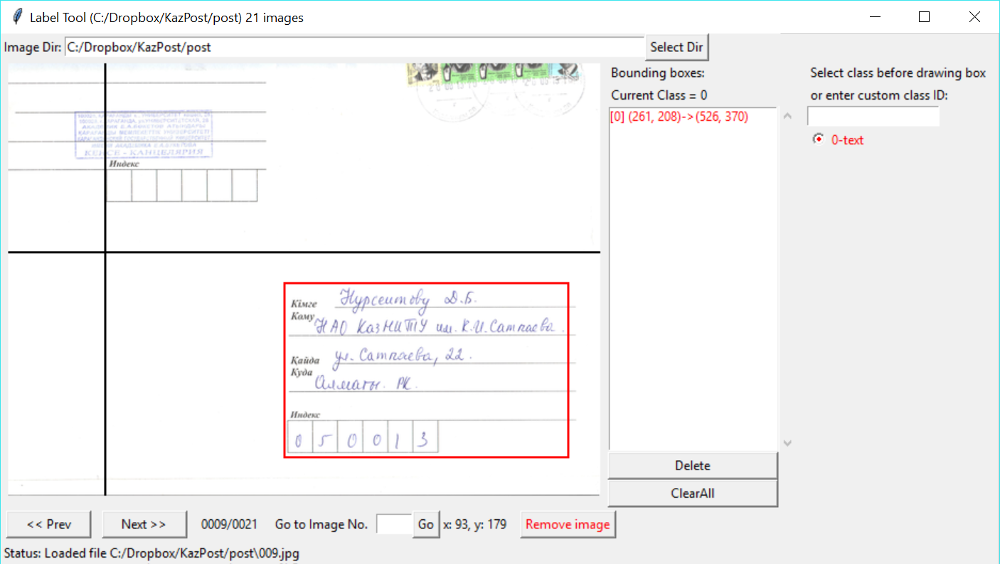 Label Tool (C:/Dropbox/KazPost/post) 21 images
Image Dir: C:/Dropbox/KazPost/post Select Dir
Bounding boxes:
Current Class = 0
[0] (261, 208)->(526, 370)
Select class before drawing box
or enter custom class ID:
0-text
КЕҢСЕ - КАНЦЕЛЯРИЯ
Индекс
Кімге Нурсеитову Д.Б.
Кому НАО КазНИТУ им. К.И.Сатпаева.
Қайда ул. Сатпаева, 22.
Куда Алматы. РК.
Индекс
0 5 0 0 1 3
Delete
ClearAll
<< Prev Next >> 0009/0021 Go to Image No. Go x: 93, y: 179 Remove image
Status: Loaded file C:/Dropbox/KazPost/post\009.jpg